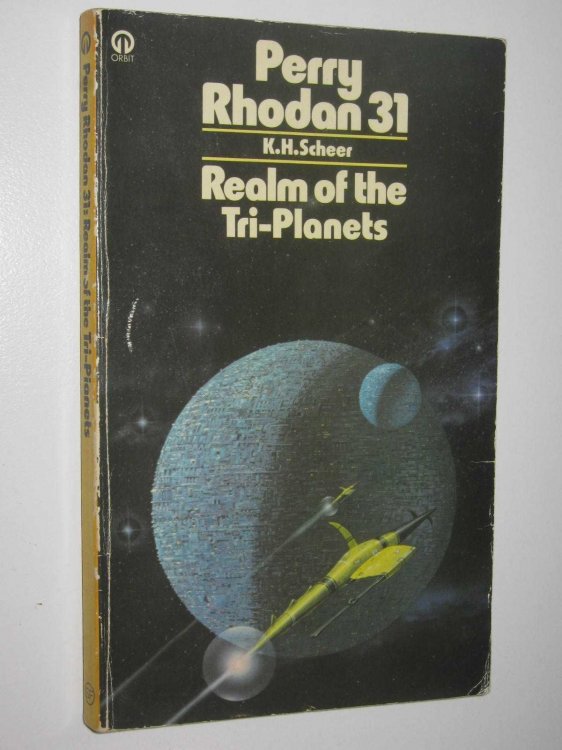 ORBIT
Perry
Rhodan 31
K.H.Scheer
Realm of the
Tri-Planets
Perry Rhodan 31: Realm of the Tri-Planets